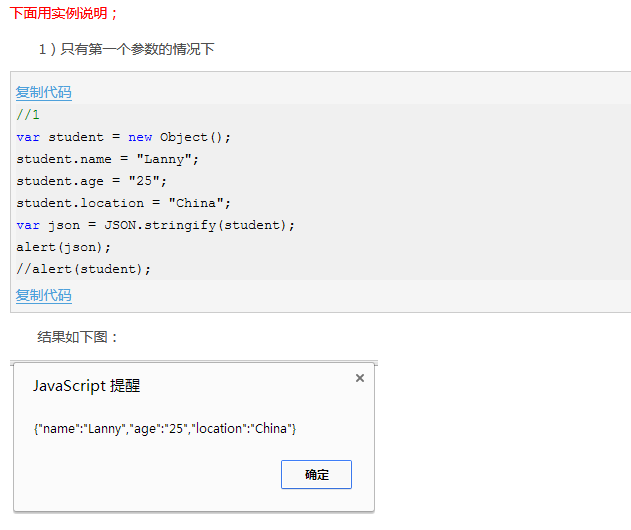 下面用实例说明；
1）只有第一个参数的情况下
复制代码
//1
var student = new Object();
student.name = "Lanny";
student.age = "25";
student.location = "China";
var json = JSON.stringify(student);
alert(json);
//alert(student);
复制代码
结果如下图：
JavaScript 提醒
×
{"name":"Lanny","age":"25","location":"China"}
确定